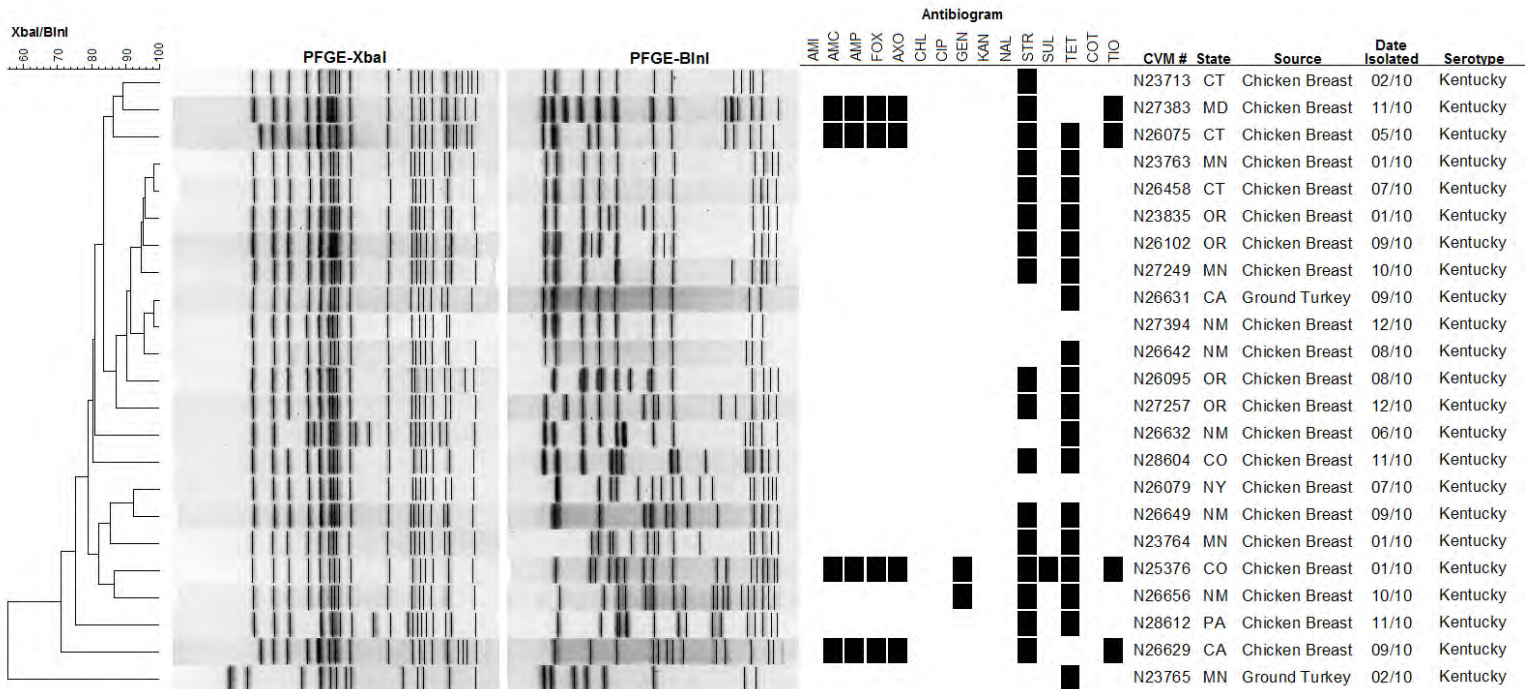 Antibiogram
XbaI/BlnI
60 70 80 90 100
PFGE-XbaI
PFGE-BlnI
AMI AMC AMP FOX AXO CHL CIP GEN KAN NAL STR SUL TET COT TIO
CVM # State Source Date Isolated Serotype
N23713 CT Chicken Breast 02/10 Kentucky
N27383 MD Chicken Breast 11/10 Kentucky
N26075 CT Chicken Breast 05/10 Kentucky
N23763 MN Chicken Breast 01/10 Kentucky
N26458 CT Chicken Breast 07/10 Kentucky
N23835 OR Chicken Breast 01/10 Kentucky
N26102 OR Chicken Breast 09/10 Kentucky
N27249 MN Chicken Breast 10/10 Kentucky
N26631 CA Ground Turkey 09/10 Kentucky
N27394 NM Chicken Breast 12/10 Kentucky
N26642 NM Chicken Breast 08/10 Kentucky
N26095 OR Chicken Breast 08/10 Kentucky
N27257 OR Chicken Breast 12/10 Kentucky
N26632 NM Chicken Breast 06/10 Kentucky
N28604 CO Chicken Breast 11/10 Kentucky
N26079 NY Chicken Breast 07/10 Kentucky
N26649 NM Chicken Breast 09/10 Kentucky
N23764 MN Chicken Breast 01/10 Kentucky
N25376 CO Chicken Breast 01/10 Kentucky
N26656 NM Chicken Breast 10/10 Kentucky
N28612 PA Chicken Breast 11/10 Kentucky
N26629 CA Chicken Breast 09/10 Kentucky
N23765 MN Ground Turkey 02/10 Kentucky